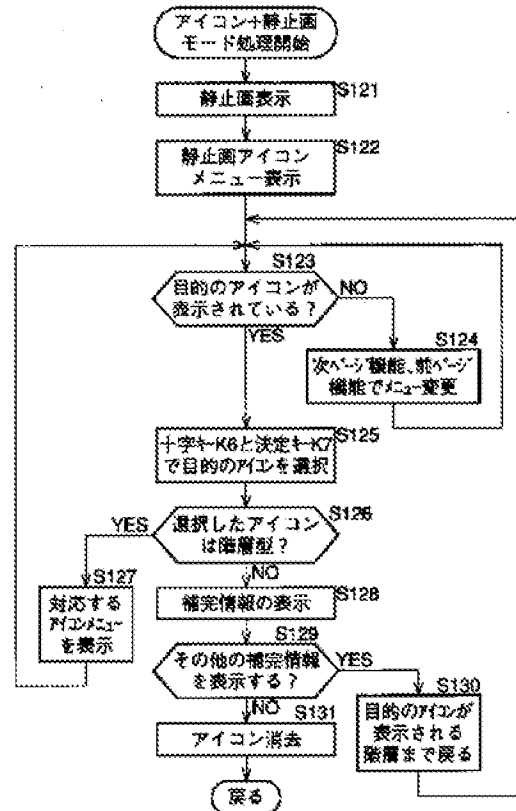 アイコン+静止画
モード処理開始
S121
静止画表示
S122
静止画アイコン
メニュー表示
S123
目的のアイコンが
表示されている?
NO
YES
S124
次ページ機能、前ページ
機能でメニュー変更
S125
十字キーK6と決定キーK7
で目的のアイコンを選択
S126
選択したアイコン
は階層型?
YES
NO
S127
対応する
アイコンメニュー
を表示
S128
補完情報の表示
S129
その他の補完情報
を表示する?
YES
NO
S130
目的のアイコンが
表示される
階層まで戻る
S131
アイコン消去
戻る